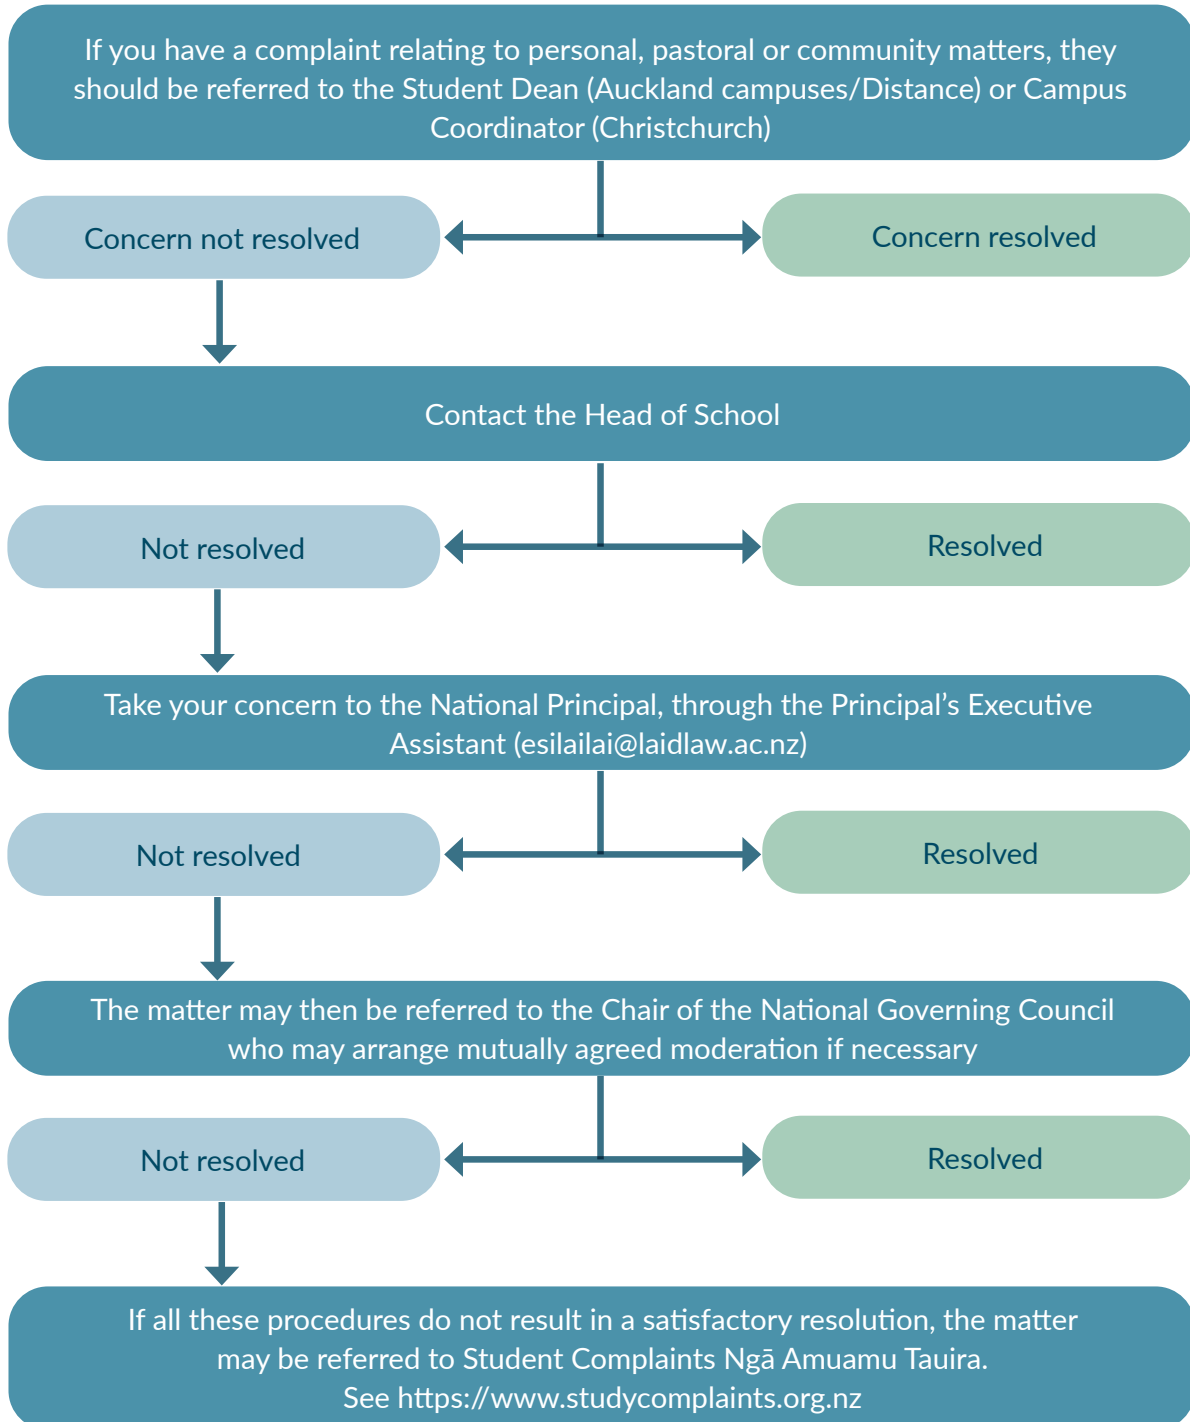 If you have a complaint relating to personal, pastoral or community matters, they
should be referred to the Student Dean (Auckland campuses/Distance) or Campus
Coordinator (Christchurch)
Concern not resolved
Concern resolved
Contact the Head of School
Not resolved
Resolved
Take your concern to the National Principal, through the Principal’s Executive
Assistant (esilailai@laidlaw.ac.nz)
Not resolved
Resolved
The matter may then be referred to the Chair of the National Governing Council
who may arrange mutually agreed moderation if necessary
Not resolved
Resolved
If all these procedures do not result in a satisfactory resolution, the matter
may be referred to Student Complaints Ngā Amuamu Tauira.
See https://www.studycomplaints.org.nz